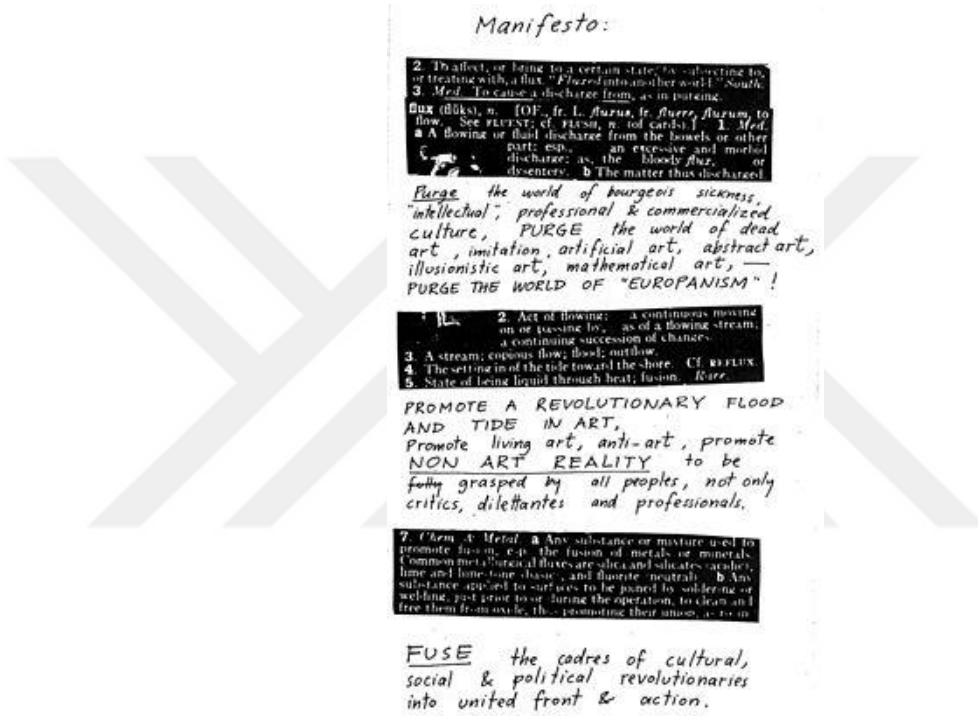 Manifesto:
2. To affect, or bring to a certain state, by subjecting to,
or treating with, a flux. "Fluxed into another world." South.
3. Med. To cause a discharge from, as in purging.
flux (flŭks), n. [OF., fr. L. fluxus, fr. fluere, fluxum, to
flow. See FLUENT; cf. FLUSH, n. (of cards).] 1. Med.
a A flowing or fluid discharge from the bowels or other
part; esp., an excessive and morbid
discharge; as, the bloody flux, or
dysentery. b The matter thus discharged.
Purge the world of bourgeois sickness,
"intellectual", professional & commercialized
culture, PURGE the world of dead
art, imitation, artificial art, abstract art,
illusionistic art, mathematical art, —
PURGE THE WORLD OF "EUROPANISM"!
2. Act of flowing: a continuous moving
on or passing by, as of a flowing stream;
a continuing succession of changes.
3. A stream; copious flow; flood; outflow.
4. The setting in of the tide toward the shore. Cf. REFLUX.
5. State of being liquid through heat; fusion. Rare.
PROMOTE A REVOLUTIONARY FLOOD
AND TIDE IN ART,
Promote living art, anti-art, promote
NON ART REALITY to be
fully grasped by all peoples, not only
critics, dilettantes and professionals.
7. Chem. & Metal. a Any substance or mixture used to
promote fusion, esp. the fusion of metals or minerals.
Common metallurgical fluxes are silica and silicates (acidic),
lime and limestone (basic), and fluorite (neutral). b Any
substance applied to surfaces to be joined by soldering or
welding, just prior to or during the operation, to clean and
free them from oxide, thus promoting their union, as rosin.
FUSE the cadres of cultural,
social & political revolutionaries
into united front & action.